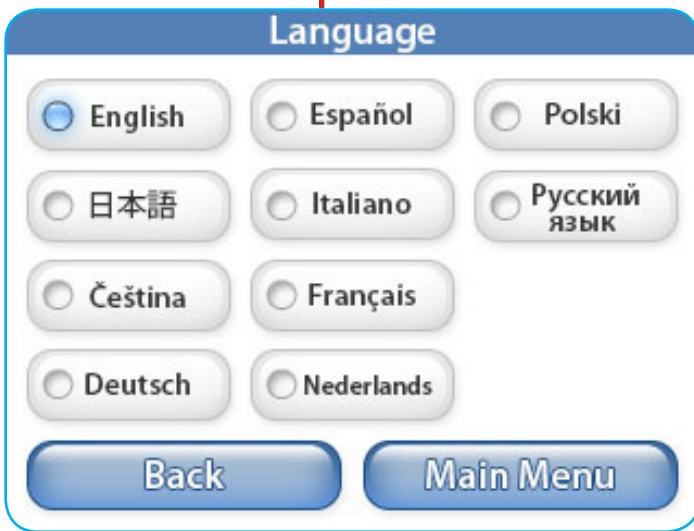 Language
English
Español
Polski
日本語
Italiano
Русский
язык
Čeština
Français
Deutsch
Nederlands
Back
Main Menu